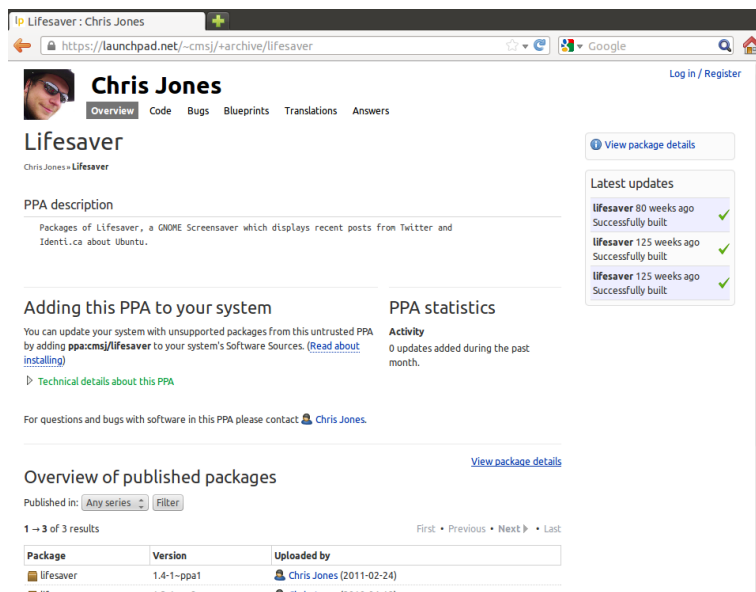 lp Lifesaver : Chris Jones
https://launchpad.net/~cmsj/+archive/lifesaver
Google
Log in / Register
Chris Jones
Overview Code Bugs Blueprints Translations Answers
Lifesaver
Chris Jones » Lifesaver
PPA description
Packages of Lifesaver, a GNOME Screensaver which displays recent posts from Twitter and
Identi.ca about Ubuntu.
View package details
Latest updates
lifesaver 80 weeks ago
Successfully built
lifesaver 125 weeks ago
Successfully built
lifesaver 125 weeks ago
Successfully built
Adding this PPA to your system
You can update your system with unsupported packages from this untrusted PPA
by adding ppa:cmsj/lifesaver to your system's Software Sources. (Read about
installing)
Technical details about this PPA
PPA statistics
Activity
0 updates added during the past
month.
For questions and bugs with software in this PPA please contact Chris Jones.
View package details
Overview of published packages
Published in: Any series Filter
1 → 3 of 3 results
First • Previous • Next • Last
Package Version Uploaded by
lifesaver 1.4-1~ppa1 Chris Jones (2011-02-24)